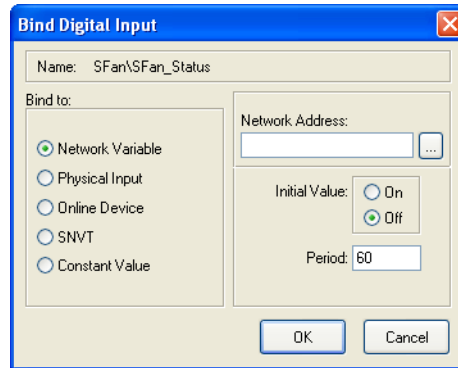 Bind Digital Input
Name: SFan\SFan_Status
Bind to:
Network Variable
Physical Input
Online Device
SNVT
Constant Value
Network Address:
...
Initial Value: On
Off
Period: 60
OK Cancel